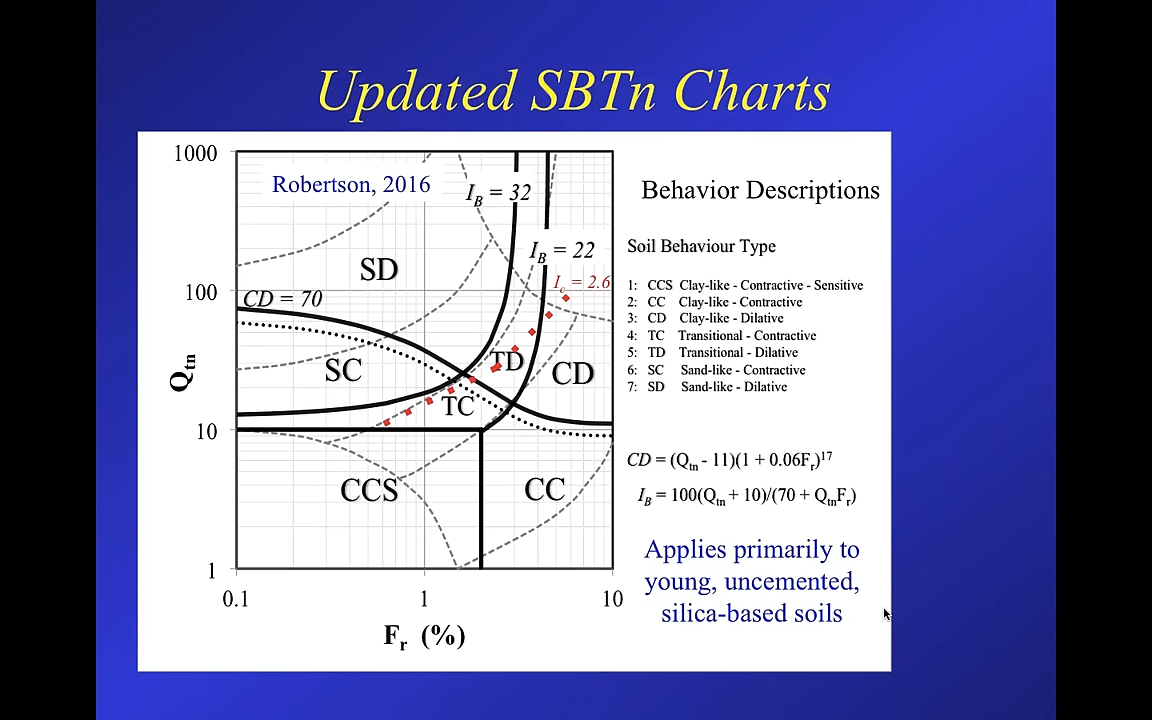 Updated SBTn Charts
1000
100
10
1
Q_tn
0.1
1
10
F_r (%)
Robertson, 2016
I_B = 32
I_B = 22
I_c = 2.6
SD
CD = 70
SC
TD
CD
TC
CCS
CC
Behavior Descriptions
Soil Behaviour Type
1: CCS Clay-like - Contractive - Sensitive
2: CC Clay-like - Contractive
3: CD Clay-like - Dilative
4: TC Transitional - Contractive
5: TD Transitional - Dilative
6: SC Sand-like - Contractive
7: SD Sand-like - Dilative
CD = (Q_tn - 11)(1 + 0.06F_r)^17
I_B = 100(Q_tn + 10)/(70 + Q_tnF_r)
Applies primarily to
young, uncemented,
silica-based soils